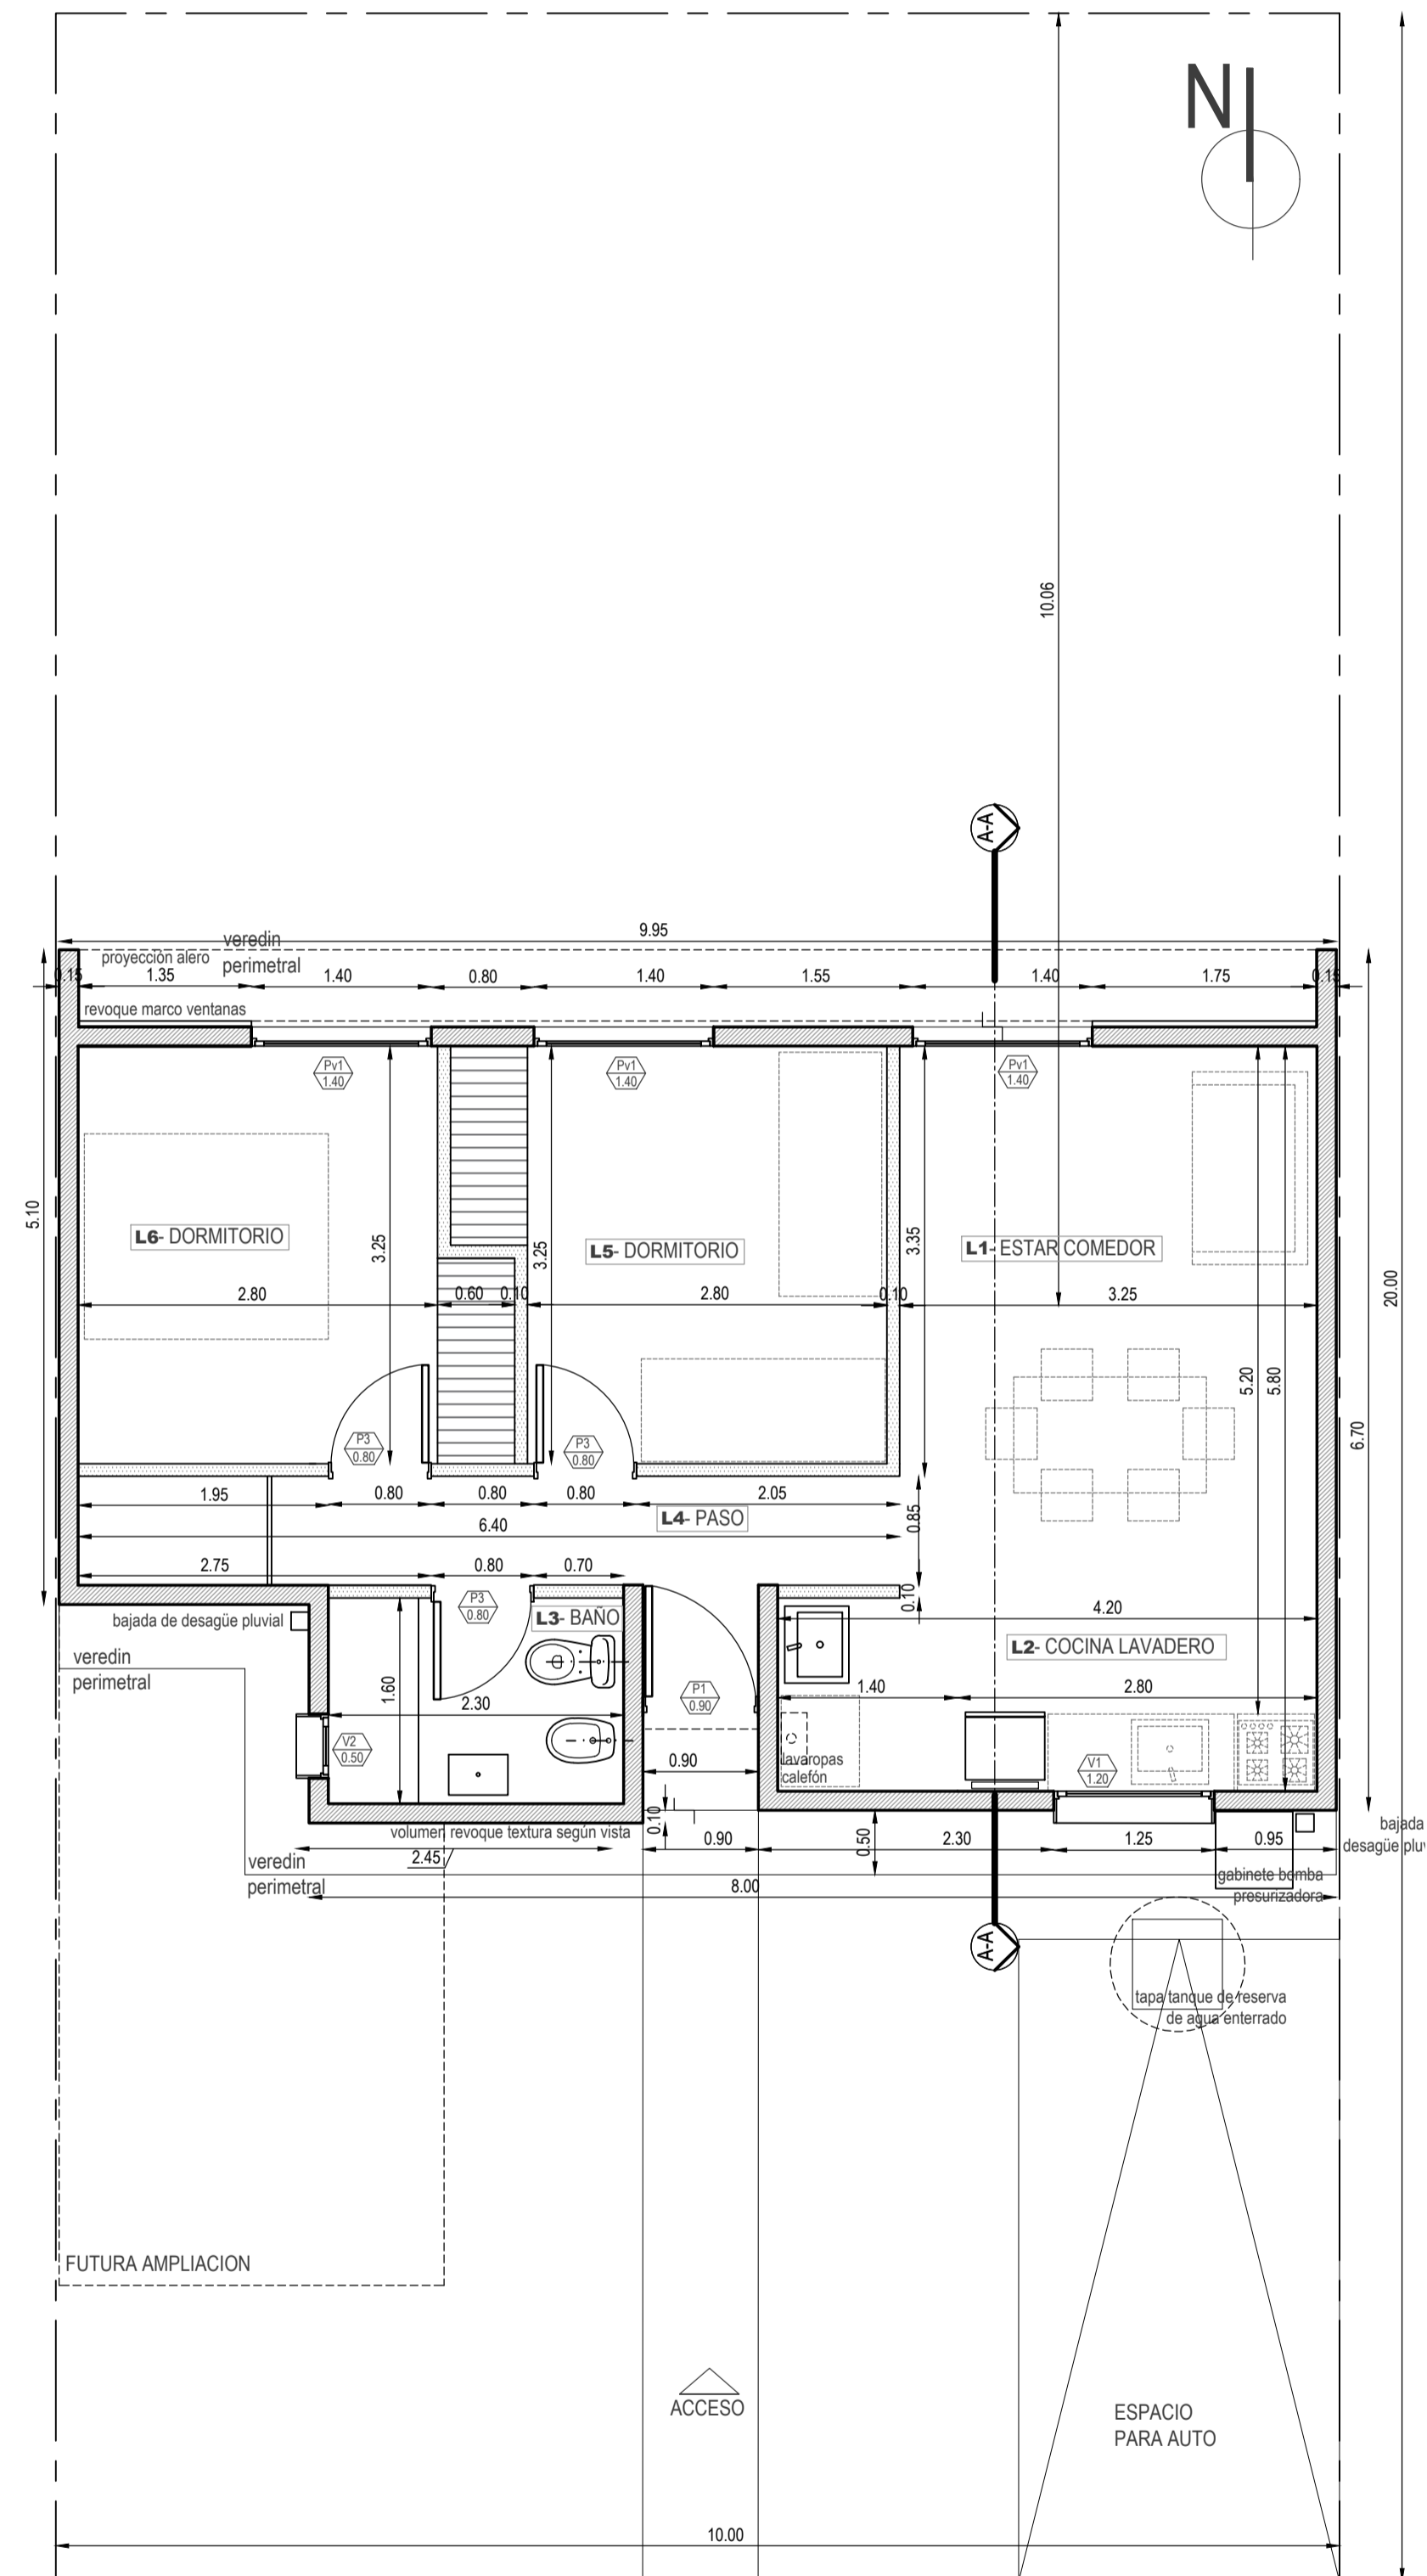 N
10.06
A-A
9.95
veredin
perimetral
proyección alero
0.15
1.35
1.40
0.80
1.40
1.55
1.40
1.75
0.15
revoque marco ventanas
Pv1
1.40
Pv1
1.40
Pv1
1.40
5.10
L6- DORMITORIO
3.25
3.25
L5- DORMITORIO
3.35
L1- ESTAR COMEDOR
20.00
2.80
0.60
0.10
2.80
0.10
3.25
5.20
5.80
6.70
P3
0.80
P3
0.80
1.95
0.80
0.80
0.80
2.05
0.85
L4- PASO
6.40
2.75
0.80
0.70
0.10
P3
0.80
L3- BAÑO
4.20
bajada de desagüe pluvial
L2- COCINA LAVADERO
veredin
perimetral
1.60
2.30
P1
0.90
1.40
2.80
V2
0.50
0.90
lavaropas
calefón
V1
1.20
volumen revoque textura según vista
0.10
0.90
0.50
2.30
1.25
0.95
bajada
desagüe plu
2.45
veredin
perimetral
8.00
gabinete bomba
presurizadora
A-A
tapa tanque de reserva
de agua enterrado
FUTURA AMPLIACION
ACCESO
ESPACIO
PARA AUTO
10.00